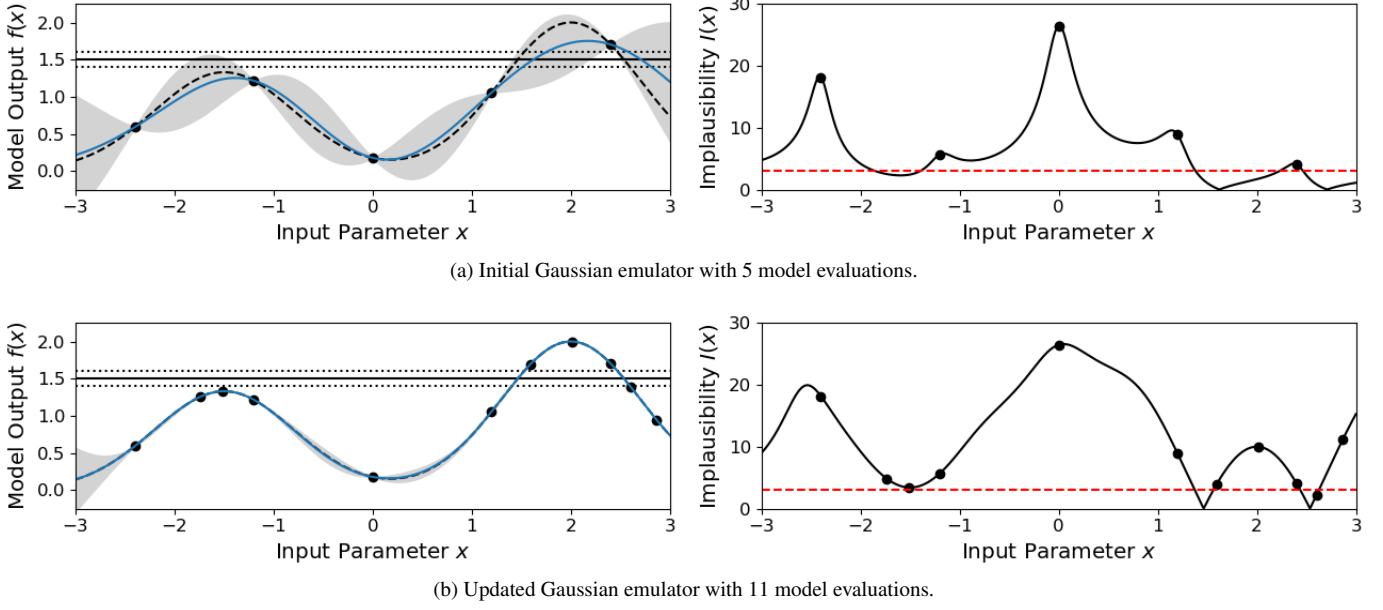 2.0
1.5
1.0
0.5
0.0
Model Output f(x)
−3 −2 −1 0 1 2 3
Input Parameter x
30
20
10
0
Implausibility I(x)
−3 −2 −1 0 1 2 3
Input Parameter x
(a) Initial Gaussian emulator with 5 model evaluations.
2.0
1.5
1.0
0.5
0.0
Model Output f(x)
−3 −2 −1 0 1 2 3
Input Parameter x
30
20
10
0
Implausibility I(x)
−3 −2 −1 0 1 2 3
Input Parameter x
(b) Updated Gaussian emulator with 11 model evaluations.